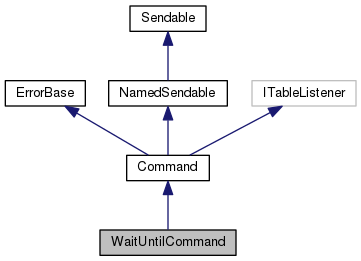 Sendable
ErrorBase
NamedSendable
ITableListener
Command
WaitUntilCommand